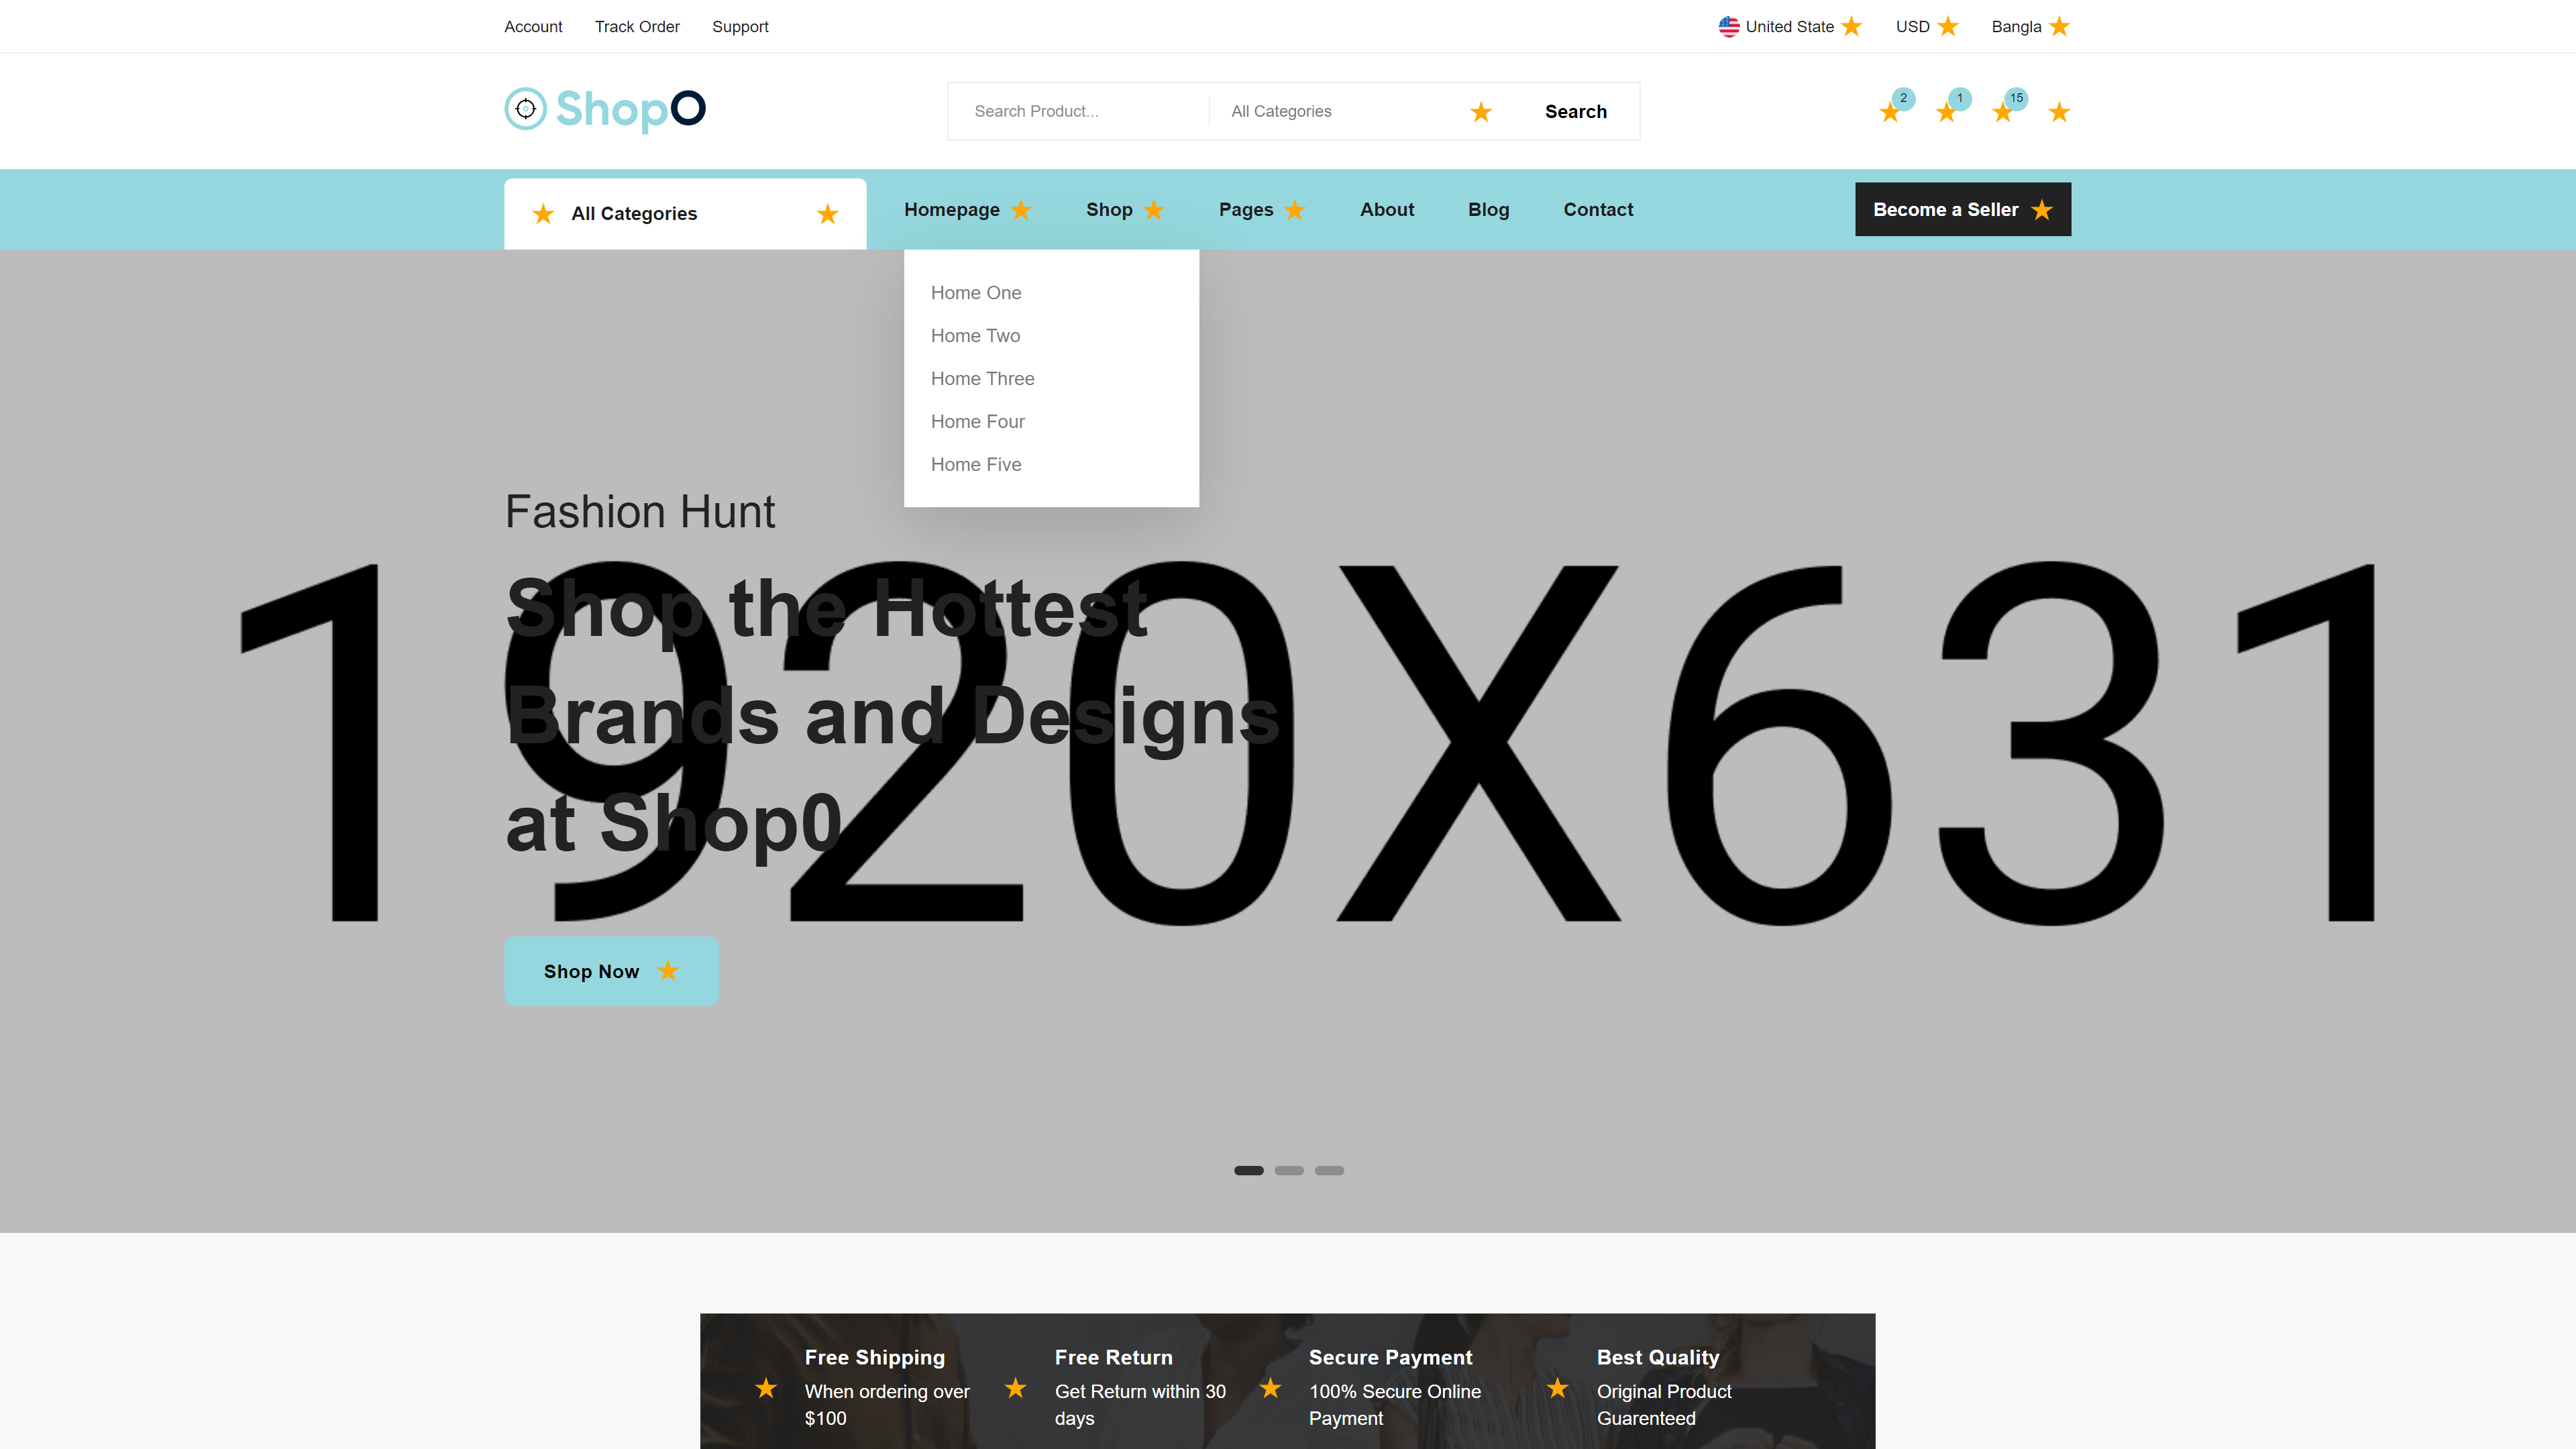 Account Track Order Support
United State USD Bangla
ShopO
Search Product... All Categories Search
2 1 15
All Categories Homepage Shop Pages About Blog Contact Become a Seller
Home One
Home Two
Home Three
Home Four
Home Five
Fashion Hunt
1920X631
Shop the Hottest
Brands and Designs
at Shop0
Shop Now
Free Shipping
When ordering over
$100
Free Return
Get Return within 30
days
Secure Payment
100% Secure Online
Payment
Best Quality
Original Product
Guarenteed